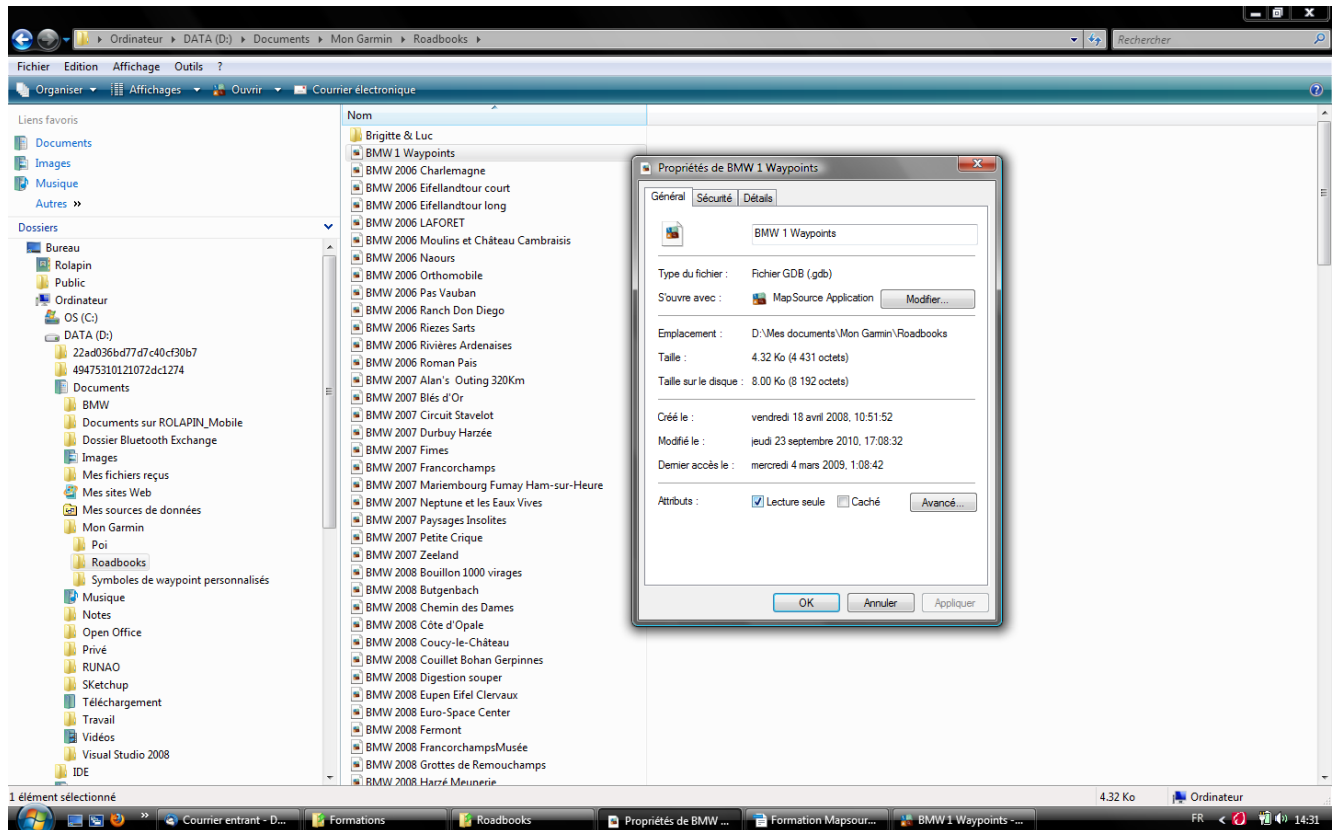 Ordinateur ▸ DATA (D:) ▸ Documents ▸ Mon Garmin ▸ Roadbooks ▸
Rechercher
Fichier Edition Affichage Outils ?
Organiser Affichages Ouvrir Courrier électronique
Liens favoris
Documents
Images
Musique
Autres »
Dossiers
Bureau
Rolapin
Public
Ordinateur
OS (C:)
DATA (D:)
22ad036bd77d7c40cf30b7
49475310121072dc1274
Documents
BMW
Documents sur ROLAPIN_Mobile
Dossier Bluetooth Exchange
Images
Mes fichiers reçus
Mes sites Web
Mes sources de données
Mon Garmin
Poi
Roadbooks
Symboles de waypoint personnalisés
Musique
Notes
Open Office
Privé
RUNAO
SKetchup
Téléchargement
Travail
Vidéos
Visual Studio 2008
IDE
Nom
Brigitte & Luc
BMW 1 Waypoints
BMW 2006 Charlemagne
BMW 2006 Eifellandtour court
BMW 2006 Eifellandtour long
BMW 2006 LAFORET
BMW 2006 Moulins et Château Cambraisis
BMW 2006 Naours
BMW 2006 Orthomobile
BMW 2006 Pas Vauban
BMW 2006 Ranch Don Diego
BMW 2006 Riezes Sarts
BMW 2006 Rivières Ardenaises
BMW 2006 Roman Pais
BMW 2007 Alan's Outing 320Km
BMW 2007 Blés d'Or
BMW 2007 Circuit Stavelot
BMW 2007 Durbuy Harzée
BMW 2007 Fimes
BMW 2007 Francorchamps
BMW 2007 Mariembourg Fumay Ham-sur-Heure
BMW 2007 Neptune et les Eaux Vives
BMW 2007 Paysages Insolites
BMW 2007 Petite Crique
BMW 2007 Zeeland
BMW 2008 Bouillon 1000 virages
BMW 2008 Butgenbach
BMW 2008 Chemin des Dames
BMW 2008 Côte d'Opale
BMW 2008 Coucy-le-Château
BMW 2008 Couillet Bohan Gerpinnes
BMW 2008 Digestion souper
BMW 2008 Eupen Eifel Clervaux
BMW 2008 Euro-Space Center
BMW 2008 Fermont
BMW 2008 FrancorchampsMusée
BMW 2008 Grottes de Remouchamps
BMW 2008 Harzé Meunerie
Propriétés de BMW 1 Waypoints
Général Sécurité Détails
BMW 1 Waypoints
Type du fichier : Fichier GDB (.gdb)
S'ouvre avec : MapSource Application Modifier...
Emplacement : D:\Mes documents\Mon Garmin\Roadbooks
Taille : 4.32 Ko (4 431 octets)
Taille sur le disque : 8.00 Ko (8 192 octets)
Créé le : vendredi 18 avril 2008, 10:51:52
Modifié le : jeudi 23 septembre 2010, 17:08:32
Dernier accès le : mercredi 4 mars 2009, 1:08:42
Attributs : Lecture seule Caché Avancé...
OK Annuler Appliquer
1 élément sélectionné 4.32 Ko Ordinateur
» Courrier entrant - D... Formations Roadbooks Propriétés de BMW ... Formation Mapsour... BMW 1 Waypoints -... FR < 14:31